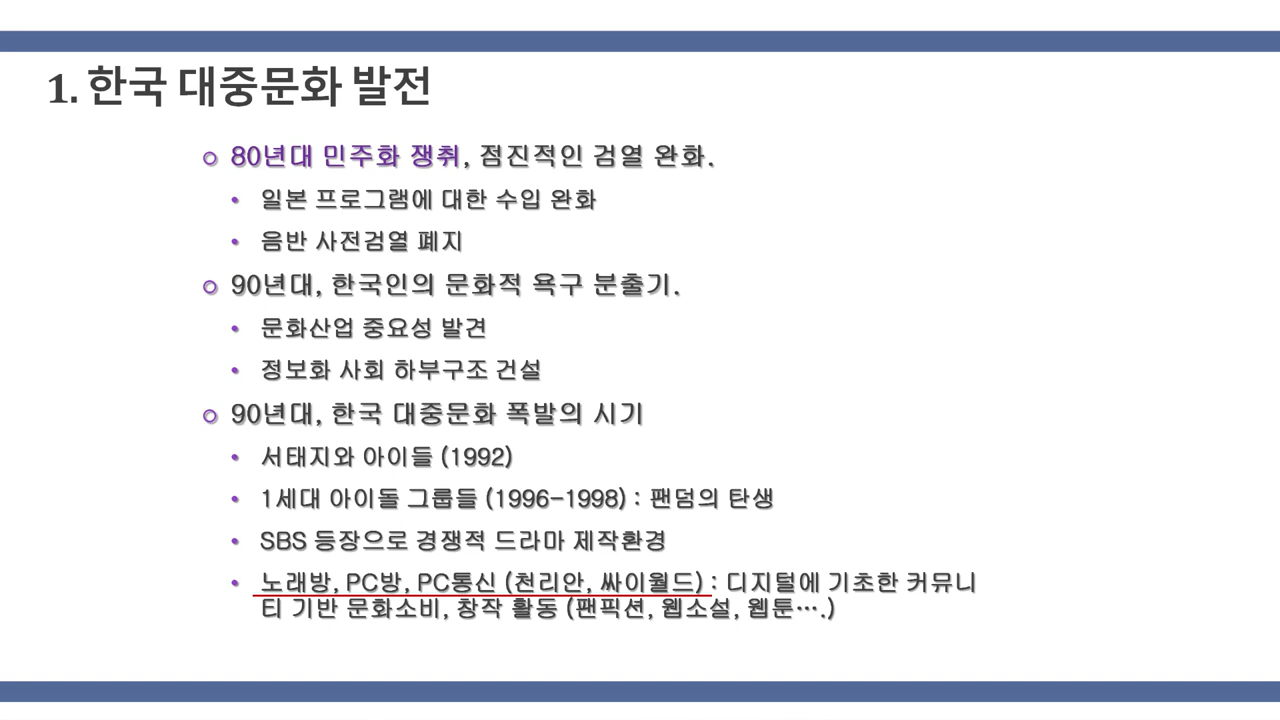 1. 한국 대중문화 발전
80년대 민주화 쟁취, 점진적인 검열 완화.
일본 프로그램에 대한 수입 완화
음반 사전검열 폐지
90년대, 한국인의 문화적 욕구 분출기.
문화산업 중요성 발견
정보화 사회 하부구조 건설
90년대, 한국 대중문화 폭발의 시기
서태지와 아이들 (1992)
1세대 아이돌 그룹들 (1996-1998) : 팬덤의 탄생
SBS 등장으로 경쟁적 드라마 제작환경
노래방, PC방, PC통신 (천리안, 싸이월드) : 디지털에 기초한 커뮤니
티 기반 문화소비, 창작 활동 (팬픽션, 웹소설, 웹툰….)